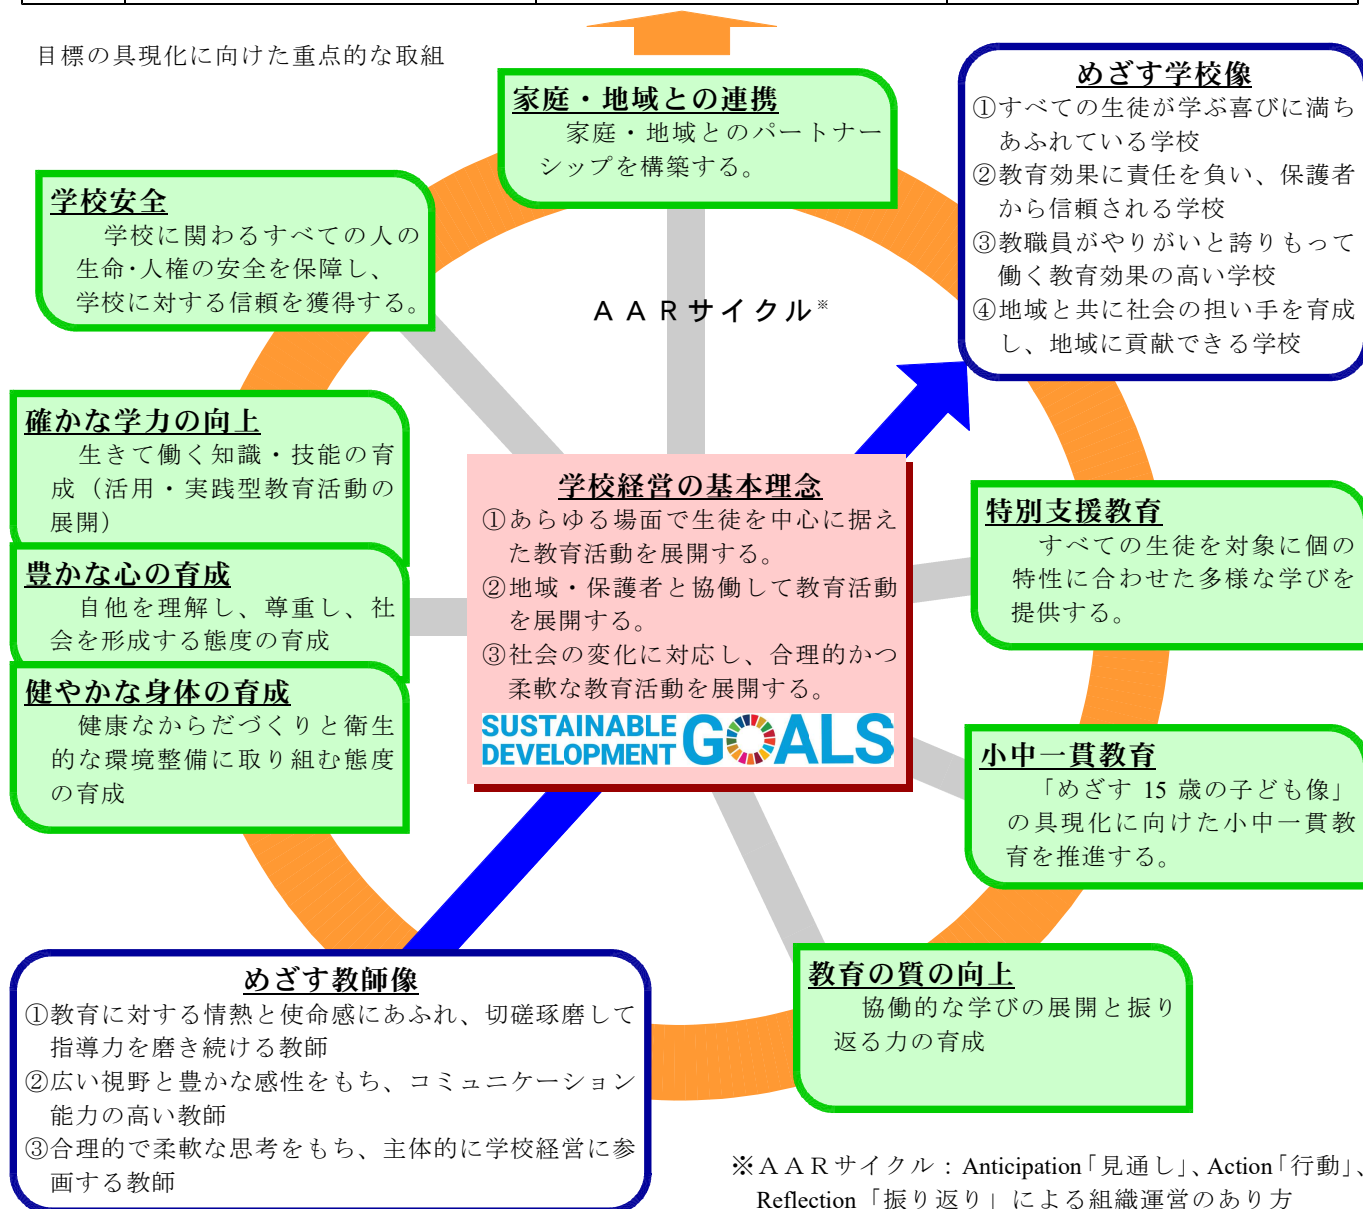 目標の具現化に向けた重点的な取組
家庭・地域との連携
家庭・地域とのパートナー
シップを構築する。
めざす学校像
①すべての生徒が学ぶ喜びに満ち
あふれている学校
②教育効果に責任を負い、保護者
から信頼される学校
③教職員がやりがいと誇りもって
働く教育効果の高い学校
④地域と共に社会の担い手を育成
し、地域に貢献できる学校
学校安全
学校に関わるすべての人の
生命・人権の安全を保障し、
学校に対する信頼を獲得する。
ＡＡＲサイクル※
確かな学力の向上
生きて働く知識・技能の育
成（活用・実践型教育活動の
展開）
豊かな心の育成
自他を理解し、尊重し、社
会を形成する態度の育成
健やかな身体の育成
健康なからだづくりと衛生
的な環境整備に取り組む態度
の育成
学校経営の基本理念
①あらゆる場面で生徒を中心に据え
た教育活動を展開する。
②地域・保護者と協働して教育活動
を展開する。
③社会の変化に対応し、合理的かつ
柔軟な教育活動を展開する。
SUSTAINABLE
DEVELOPMENT GOALS
特別支援教育
すべての生徒を対象に個の
特性に合わせた多様な学びを
提供する。
小中一貫教育
「めざす 15 歳の子ども像」
の具現化に向けた小中一貫教
育を推進する。
教育の質の向上
協働的な学びの展開と振り
返る力の育成
めざす教師像
①教育に対する情熱と使命感にあふれ、切磋琢磨して
指導力を磨き続ける教師
②広い視野と豊かな感性をもち、コミュニケーション
能力の高い教師
③合理的で柔軟な思考をもち、主体的に学校経営に参
画する教師
※ＡＡＲサイクル：Anticipation「見通し」、Action「行動」、
Reflection「振り返り」による組織運営のあり方